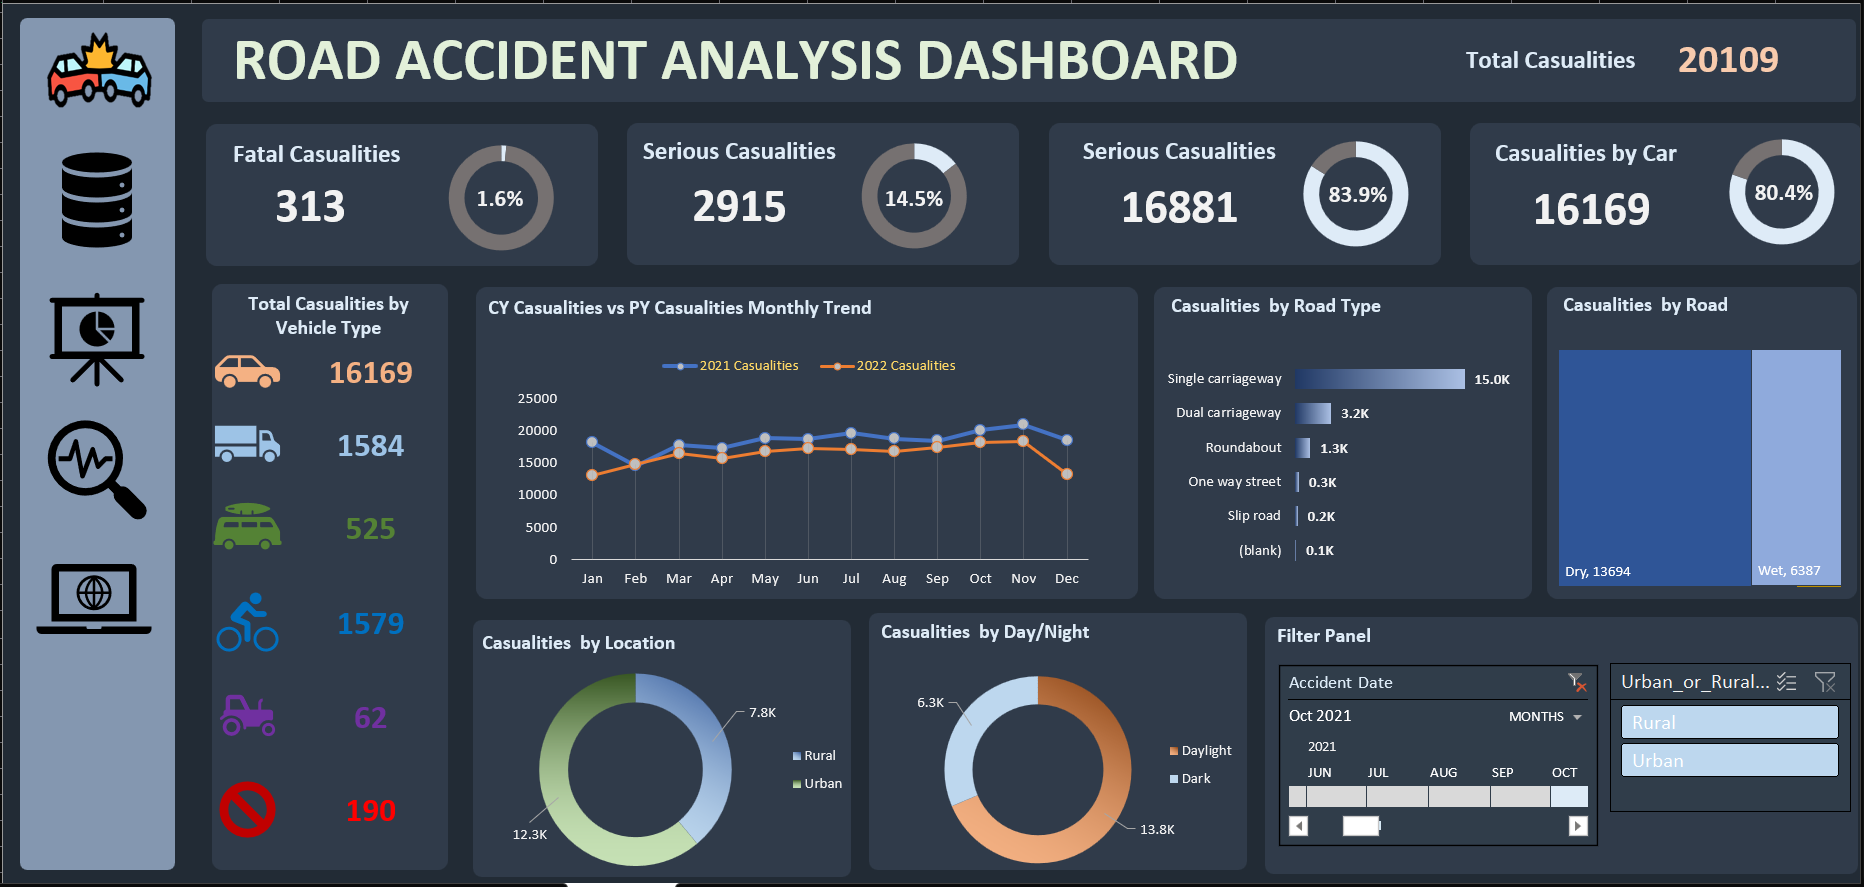 ROAD ACCIDENT ANALYSIS DASHBOARD
Total Casualities 20109
Fatal Casualities
313
1.6%
Serious Casualities
2915
14.5%
Serious Casualities
16881
83.9%
Casualities by Car
16169
80.4%
Total Casualities by
Vehicle Type
16169
1584
525
1579
62
190
CY Casualities vs PY Casualities Monthly Trend
2021 Casualities 2022 Casualities
25000
20000
15000
10000
5000
0
Jan Feb Mar Apr May Jun Jul Aug Sep Oct Nov Dec
Casualities by Road Type
Single carriageway 15.0K
Dual carriageway 3.2K
Roundabout 1.3K
One way street 0.3K
Slip road 0.2K
(blank) 0.1K
Casualities by Road
Dry, 13694
Wet, 6387
Casualities by Location
7.8K
12.3K
Rural
Urban
Casualities by Day/Night
6.3K
13.8K
Daylight
Dark
Filter Panel
Accident Date
Oct 2021 MONTHS
2021
JUN JUL AUG SEP OCT
Urban_or_Rural...
Rural
Urban